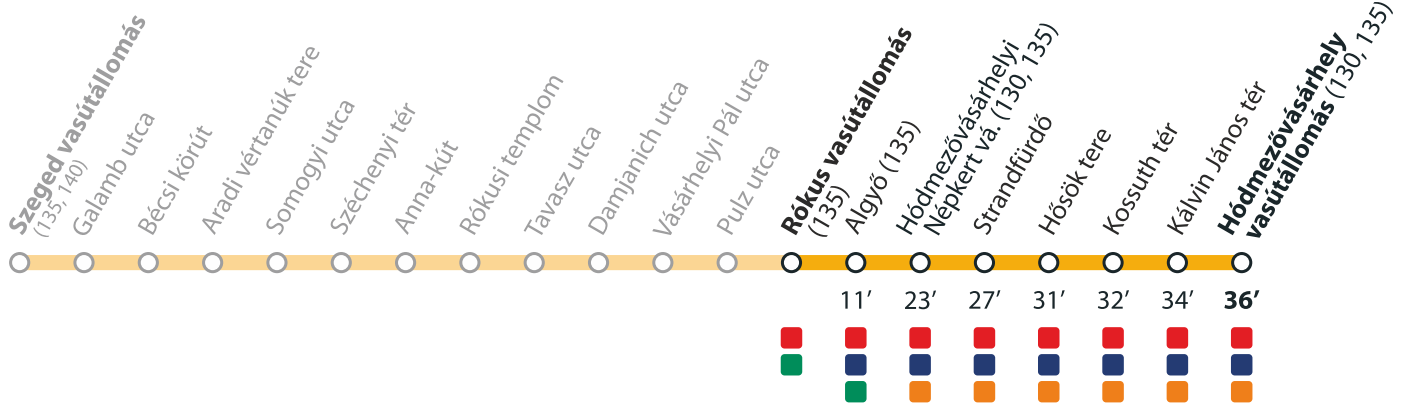 Szeged vasútállomás
(135, 140)
Galamb utca
Bécsi körút
Aradi vértanúk tere
Somogyi utca
Széchenyi tér
Anna-kút
Rókusi templom
Tavasz utca
Damjanich utca
Vásárhelyi Pál utca
Pulz utca
Rókus vasútállomás
(135)
Algyő (135)
Hódmezővásárhelyi
Népkert vá. (130, 135)
Strandfürdő
Hősök tere
Kossuth tér
Kálvin János tér
Hódmezővásárhely
vasútállomás (130, 135)
11′ 23′ 27′ 31′ 32′ 34′ 36′